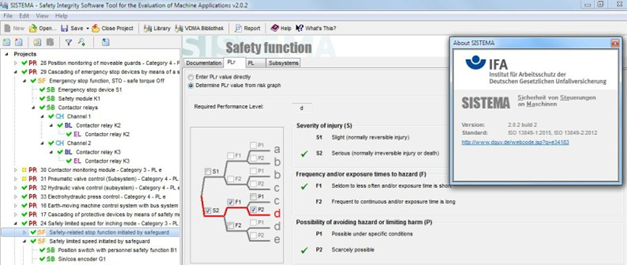 SISTEMA - Safety Integrity Software Tool for the Evaluation of Machine Applications v2.0.2
File Edit View Help
New Open... Save Close Project Library VDMA Bibliothek Report Help What's This?
SISTEMA
Safety function
Projects
PR 28 Position monitoring of moveable guards - Category 4 - P
PR 29 Cascading of emergency stop devices by means of a s
SF Emergency stop function, STO - safe torque Off
SB Emergency stop device S1
SB Safety module K1
SB Contactor relays
CH Channel 1
BL Contactor relay K2
EL Contactor relay K2
CH Channel 2
BL Contactor relay K3
EL Contactor relay K3
PR 30 Contactor monitoring module - Category 3 - PL e
PR 31 Pneumatic valve control (Subsystem) - Category 4 - PL
PR 32 Hydraulic valve control (subsystem) - Category 4 - PL e
PR 33 Electrohydraulic press control - Category 4 - PL e
PR 16 Earth-moving machine control system with bus system
PR 17 Cascading of protective devices by means of safety m
PR 24 Safely limited speed for inching mode - Category 3 - PL
SF Safety-related stop function initiated by safeguard
SF Safely limited speed initiated by safeguard
SB Position switch with personnel safety function B1
SB Sin/cos encoder G1
Documentation PLr PL Subsystems
Enter PLr value directly
Determine PLr value from risk graph
Required Performance Level: d
S1
S2
F1
F2
F1
F2
P1
P2
P1
P2
P1
P2
P1
P2
a
b
c
b
c
d
d
e
Severity of injury (S)
S1 Slight (normally reversible injury)
S2 Serious (normally irreversible injury or death)
Frequency and/or exposure times to hazard (F)
F1 Seldom to less often and/or exposure time is short
F2 Frequent to continuous and/or exposure time is long
Possibility of avoiding hazard or limiting harm (P)
P1 Possible under specific conditions
P2 Scarcely possible
About SISTEMA
IFA
Institut für Arbeitsschutz der
Deutschen Gesetzlichen Unfallversicherung
SISTEMA Sicherheit von Steuerungen
an Maschinen
Version: 2.0.2 build 2
Standard: ISO 13849-1:2015, ISO 13849-2:2012
http://www.dguv.de/webcode.jsp?q=e34183